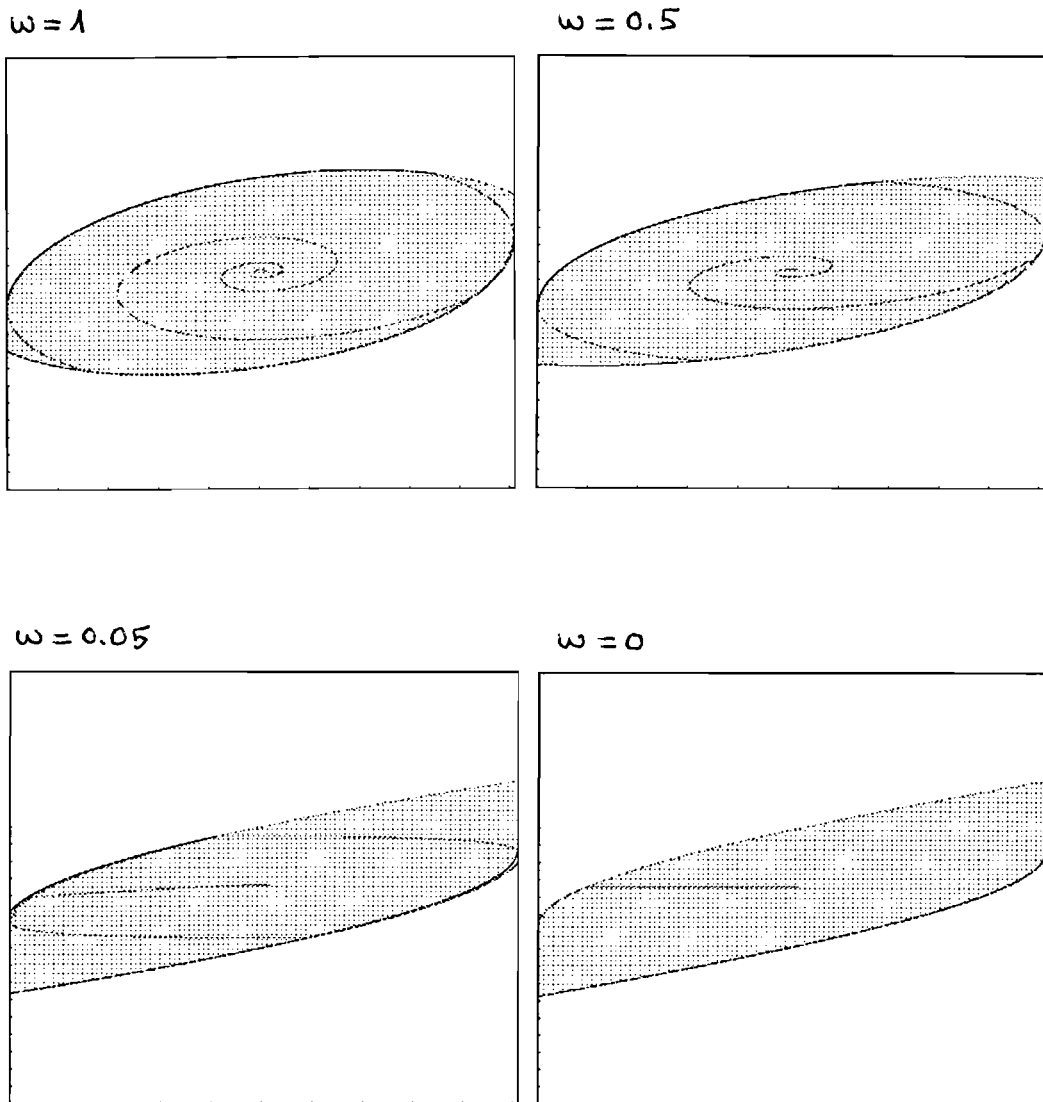 ω = 1
ω = 0.5
ω = 0.05
ω = 0